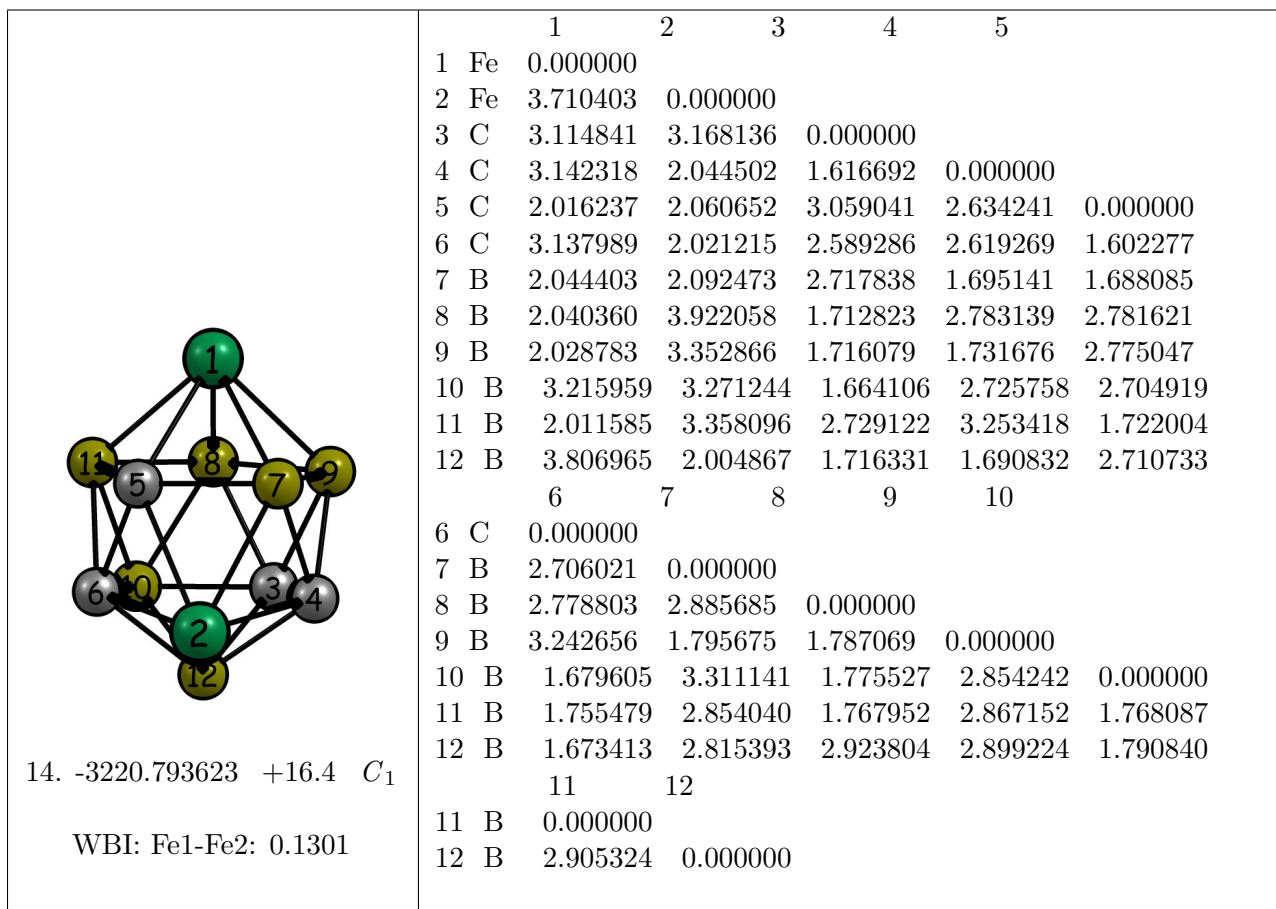 1 2 3 4 5
1 Fe 0.000000
2 Fe 3.710403 0.000000
3 C 3.114841 3.168136 0.000000
4 C 3.142318 2.044502 1.616692 0.000000
5 C 2.016237 2.060652 3.059041 2.634241 0.000000
6 C 3.137989 2.021215 2.589286 2.619269 1.602277
7 B 2.044403 2.092473 2.717838 1.695141 1.688085
8 B 2.040360 3.922058 1.712823 2.783139 2.781621
9 B 2.028783 3.352866 1.716079 1.731676 2.775047
10 B 3.215959 3.271244 1.664106 2.725758 2.704919
11 B 2.011585 3.358096 2.729122 3.253418 1.722004
12 B 3.806965 2.004867 1.716331 1.690832 2.710733
6 7 8 9 10
6 C 0.000000
7 B 2.706021 0.000000
8 B 2.778803 2.885685 0.000000
9 B 3.242656 1.795675 1.787069 0.000000
10 B 1.679605 3.311141 1.775527 2.854242 0.000000
11 B 1.755479 2.854040 1.767952 2.867152 1.768087
12 B 1.673413 2.815393 2.923804 2.899224 1.790840
11 12
11 B 0.000000
12 B 2.905324 0.000000
1
11 8 9
5 7
6 10 3 4
2
12
14. -3220.793623 +16.4 C1
WBI: Fe1-Fe2: 0.1301